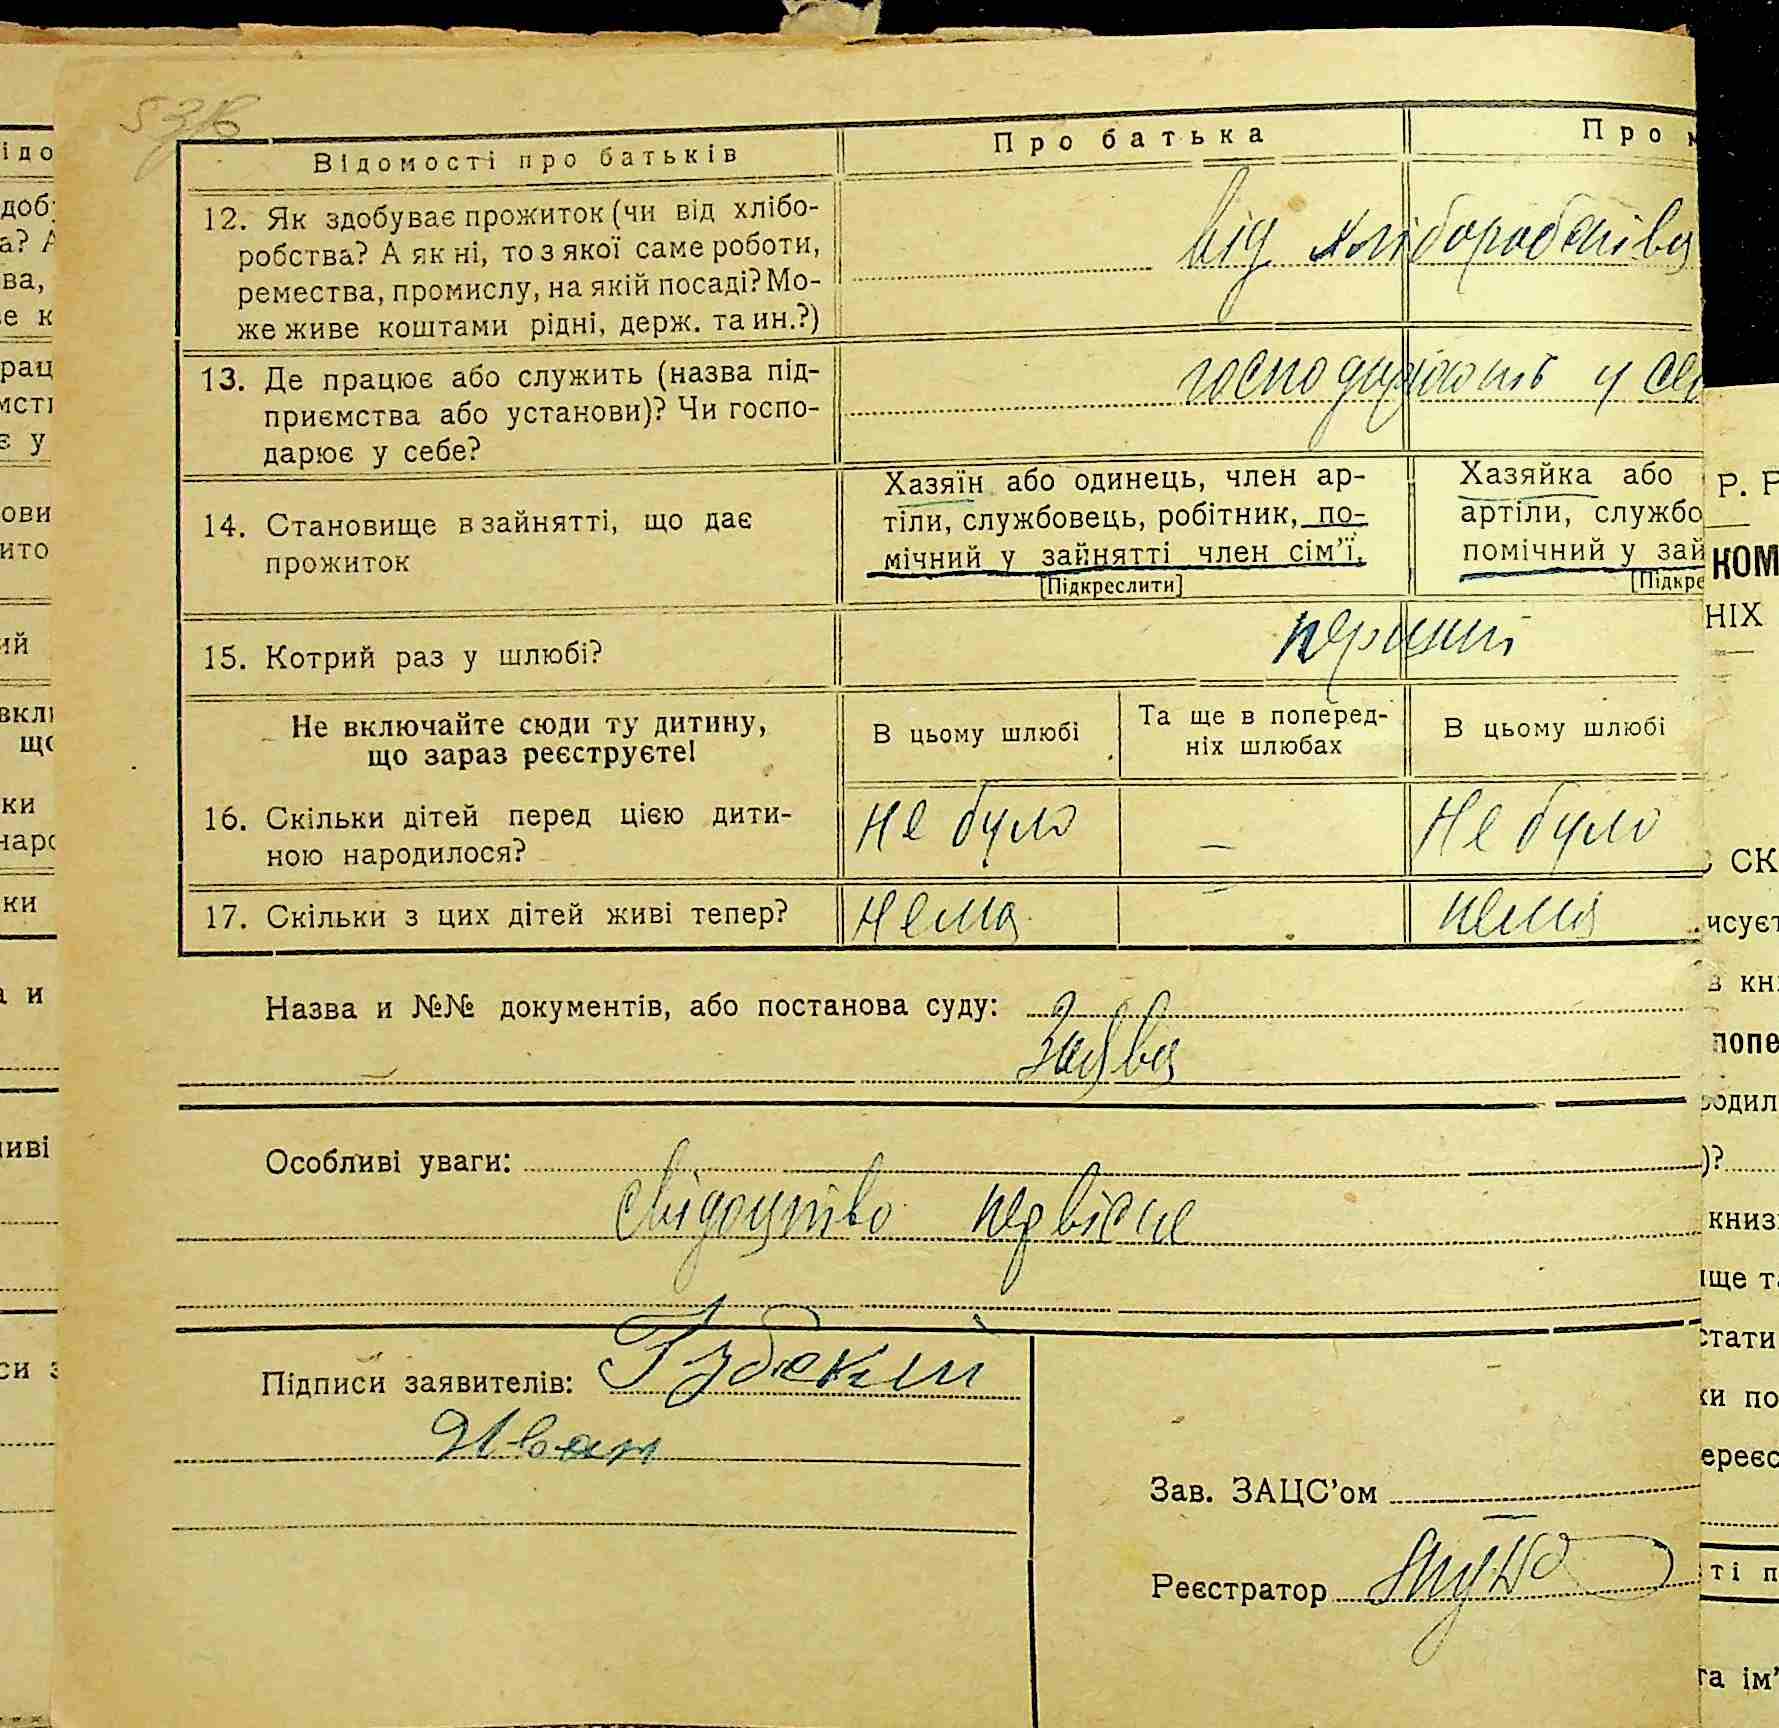 Відомості про батьків
Про батька
Про
12. Як здобуває прожиток (чи від хлібо-
робства? А як ні, то з якої саме роботи,
ремества, промислу, на якій посаді? Мо-
же живе коштами рідні, держ. та ин.?)
від хліборобства
13. Де працює або служить (назва під-
приємства або установи)? Чи госпо-
дарює у себе?
господарюють у
14. Становище в зайнятті, що дає
прожиток
Хазяїн або одинець, член ар-
тіли, службовець, робітник, по-
мічний у зайнятті член сім'ї.
[Підкреслити]
Хазяйка або
артіли, службо
помічний у зай
[Підкре
15. Котрий раз у шлюбі?
перший
Не включайте сюди ту дитину,
що зараз реєструєте!
В цьому шлюбі
Та ще в поперед-
ніх шлюбах
В цьому шлюбі
16. Скільки дітей перед цією дити-
ною народилося?
Не було
—
Не було
17. Скільки з цих дітей живі тепер?
Нема
—
нема
Назва и №№ документів, або постанова суду:
Заява
Особливі уваги:
свідоцтво первісне
Підписи заявителів:
Іван
Зав. ЗАЦС'ом
Реєстратор